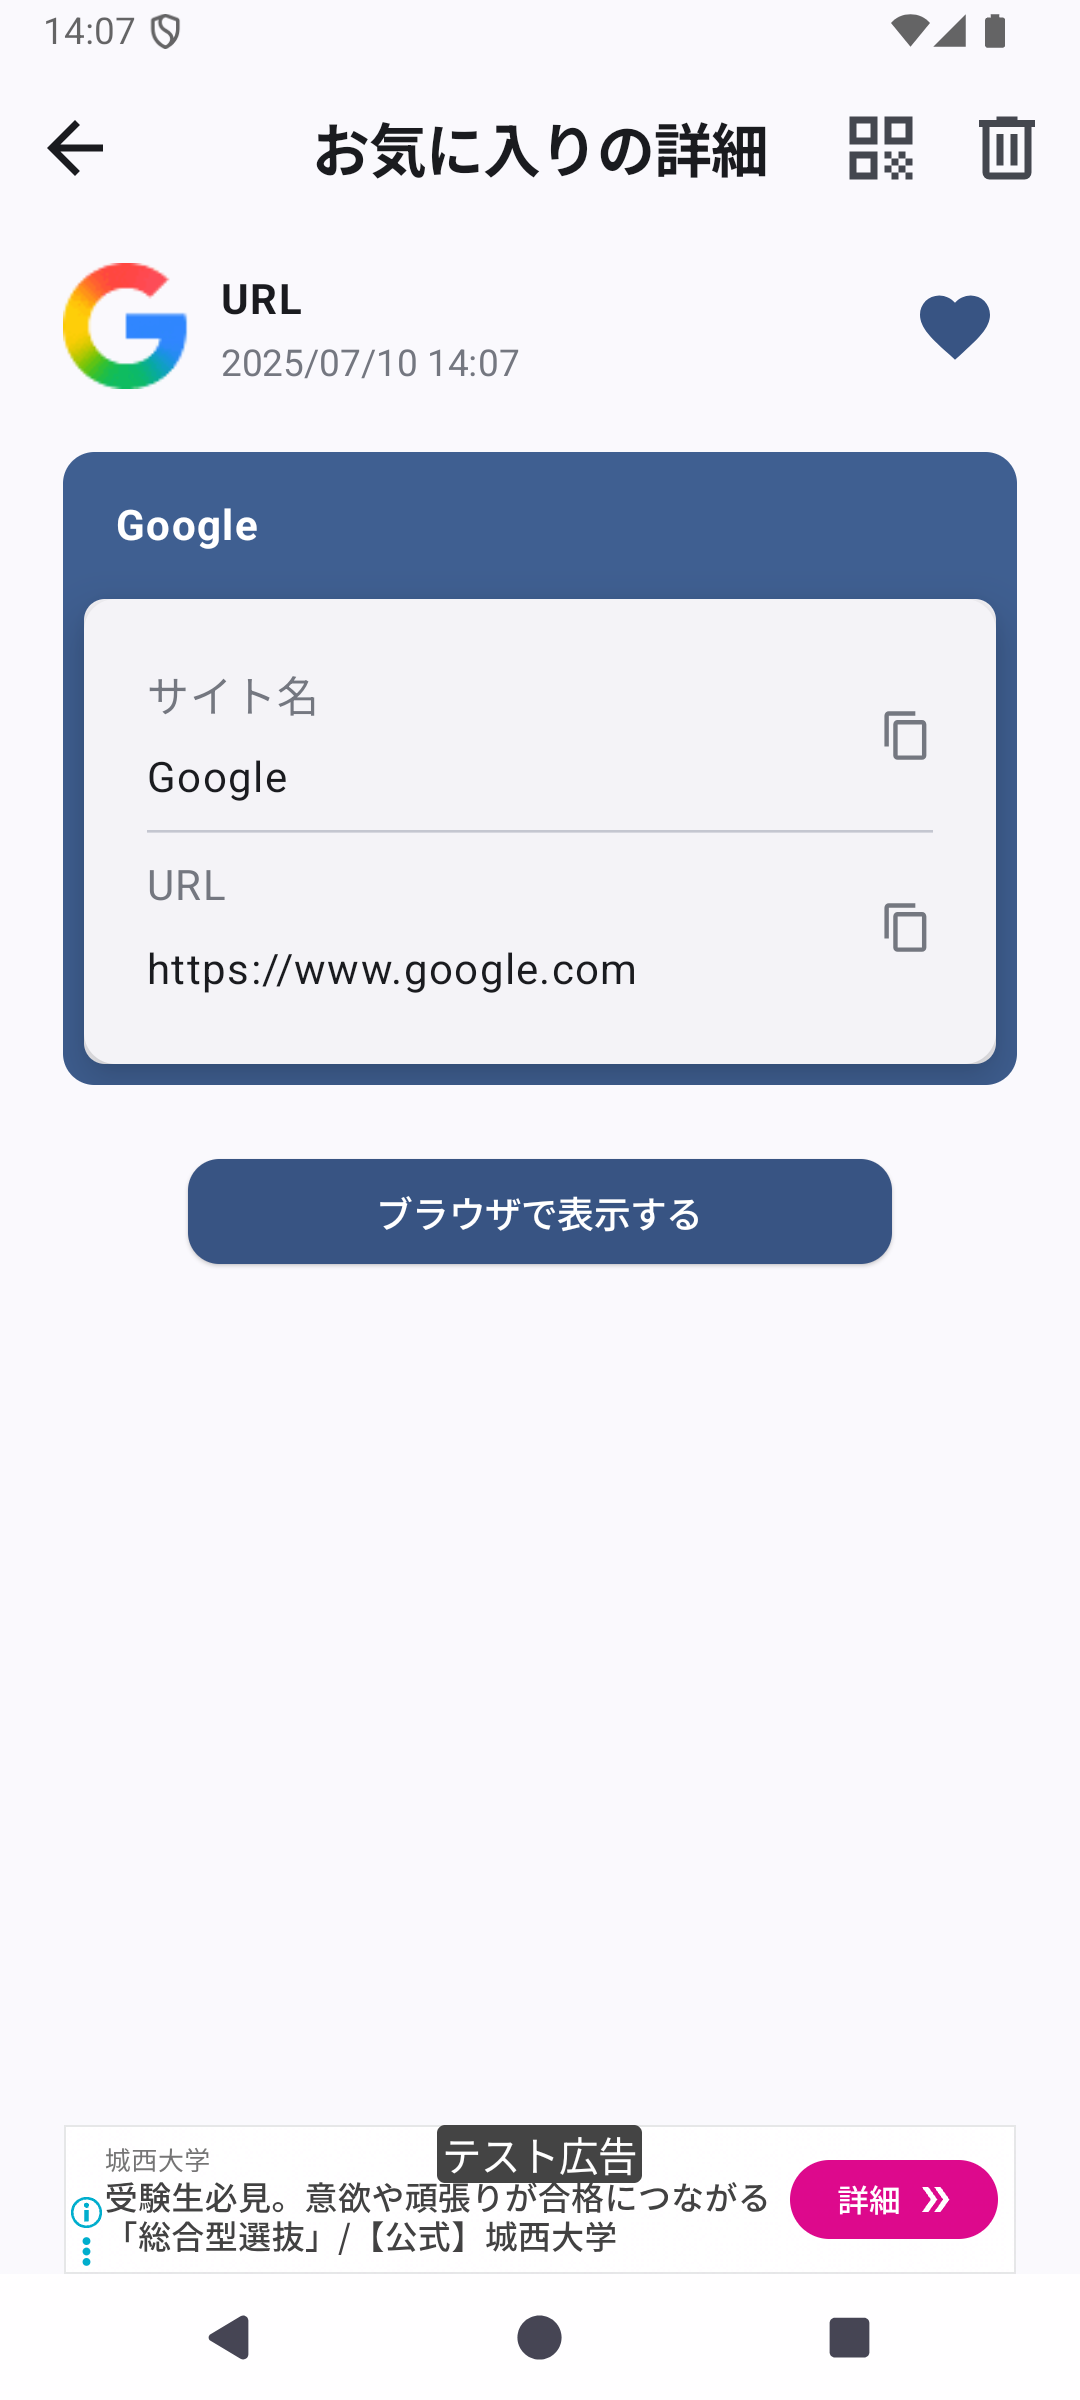 14:07
お気に入りの詳細
URL
2025/07/10 14:07
Google
サイト名
Google
URL
https://www.google.com
ブラウザで表示する
テスト広告
城西大学
受験生必見。意欲や頑張りが合格につながる
「総合型選抜」/【公式】城西大学
詳細